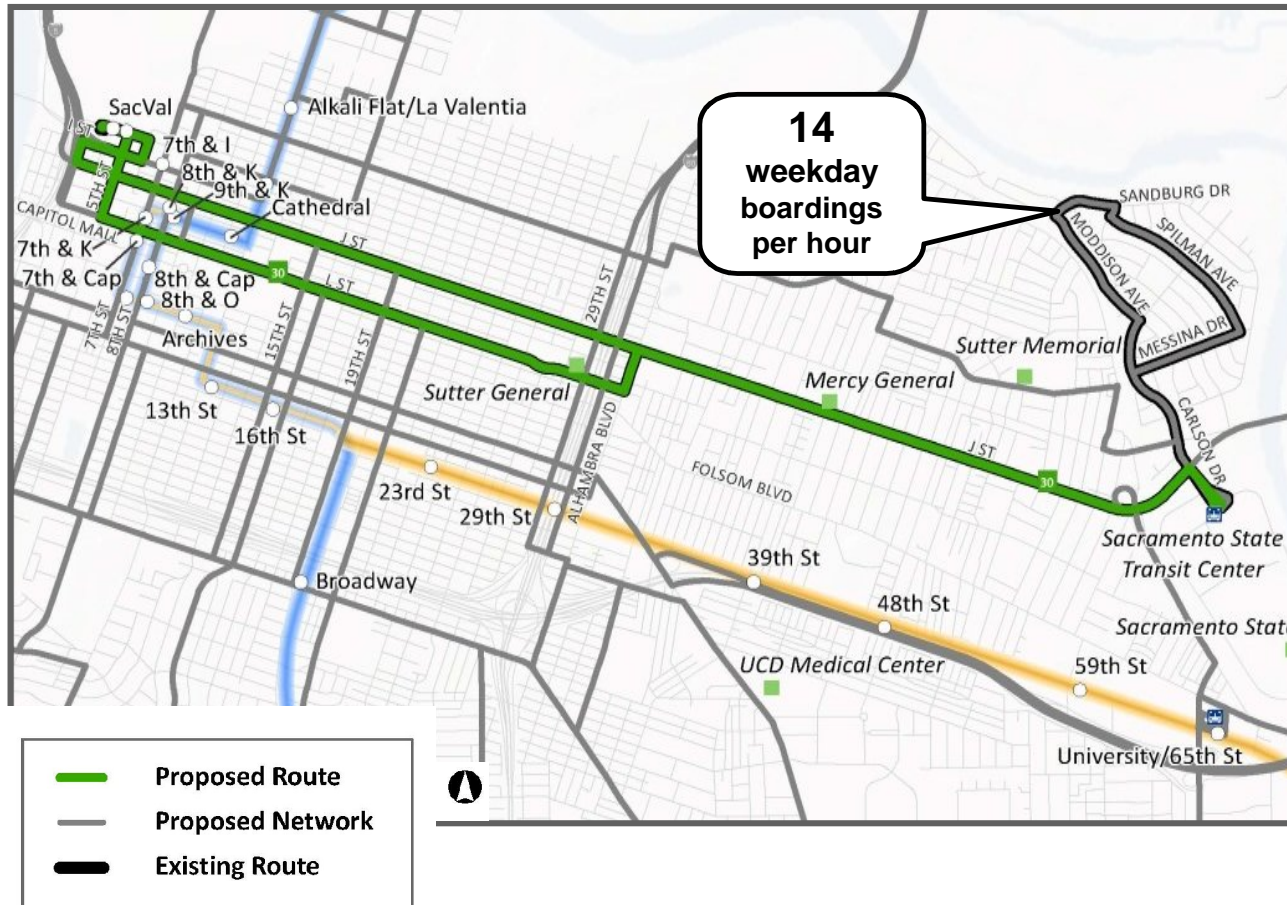 SacVal
I ST
7th & I
8th & K
9th & K
Cathedral
Alkali Flat/La Valentia
5TH ST
CAPITOL MALL
7th & K
7th & Cap
8th & Cap
8th & O
Archives
7TH ST
8TH ST
15TH ST
19TH ST
J ST
30
L ST
29TH ST
14
weekday
boardings
per hour
SANDBURG DR
SPILMAN AVE
MODDISON AVE
MESSINA DR
CARLSON DR
Sutter Memorial
Mercy General
Sutter General
13th St
16th St
23rd St
29th St
ALHAMBRA BLVD
FOLSOM BLVD
J ST
30
Sacramento State
Transit Center
39th St
48th St
Broadway
UCD Medical Center
59th St
Sacramento State
University/65th St
Proposed Route
Proposed Network
Existing Route